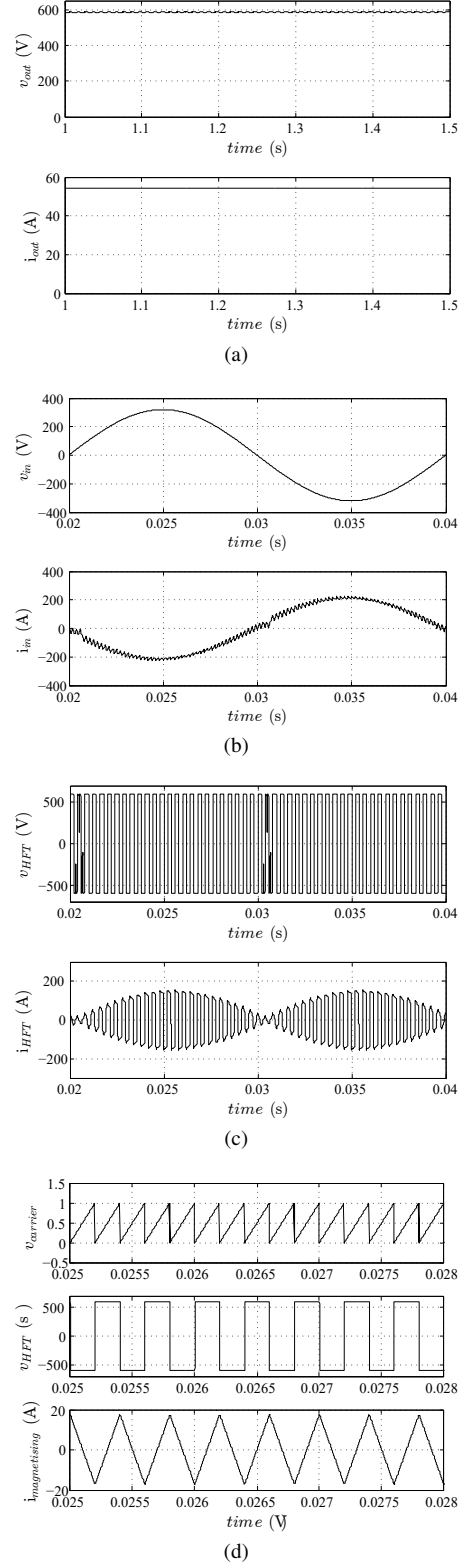 600
400
200
0
v_out (V)
1 1.1 1.2 1.3 1.4 1.5
time (s)
60
40
20
0
i_out (A)
1 1.1 1.2 1.3 1.4 1.5
time (s)
(a)
400
200
0
−200
−400
v_in (V)
0.02 0.025 0.03 0.035 0.04
time (s)
400
200
0
−200
−400
i_in (A)
0.02 0.025 0.03 0.035 0.04
time (s)
(b)
500
0
−500
v_HFT (V)
0.02 0.025 0.03 0.035 0.04
time (s)
200
0
−200
i_HFT (A)
0.02 0.025 0.03 0.035 0.04
time (s)
(c)
1.5
1
0.5
0
−0.5
v_carrier
0.025 0.0255 0.026 0.0265 0.027 0.0275 0.028
500
0
−500
v_HFT (s )
0.025 0.0255 0.026 0.0265 0.027 0.0275 0.028
20
0
−20
i_magnetising (A)
0.025 0.0255 0.026 0.0265 0.027 0.0275 0.028
time (V)
(d)